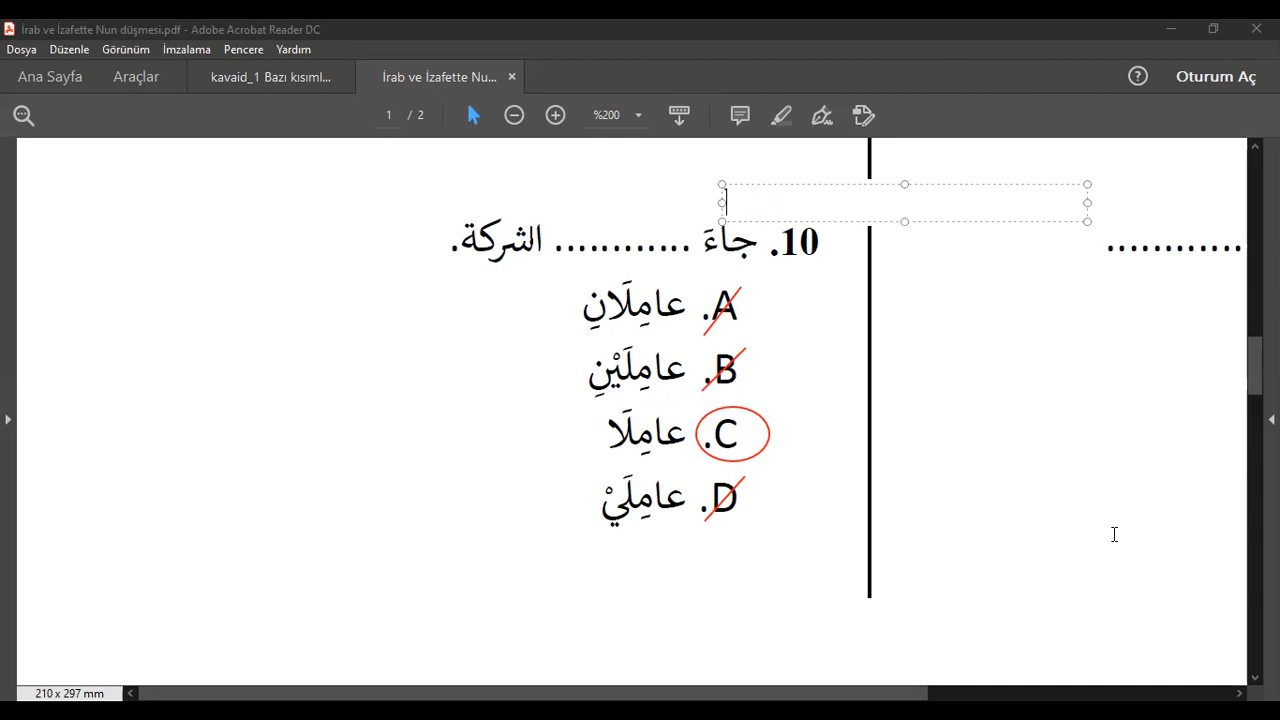 İrab ve İzafette Nun düşmesi.pdf - Adobe Acrobat Reader DC
Dosya Düzenle Görünüm İmzalama Pencere Yardım
Ana Sayfa Araçlar kavaid_1 Bazı kısıml... İrab ve İzafette Nu... × ? Oturum Aç
1 / 2 %200
10. جاءَ ............ الشركة.
............
A. عامِلَانِ
B. عامِلَيْنِ
C. عامِلَا
D. عامِلَيْ
210 x 297 mm